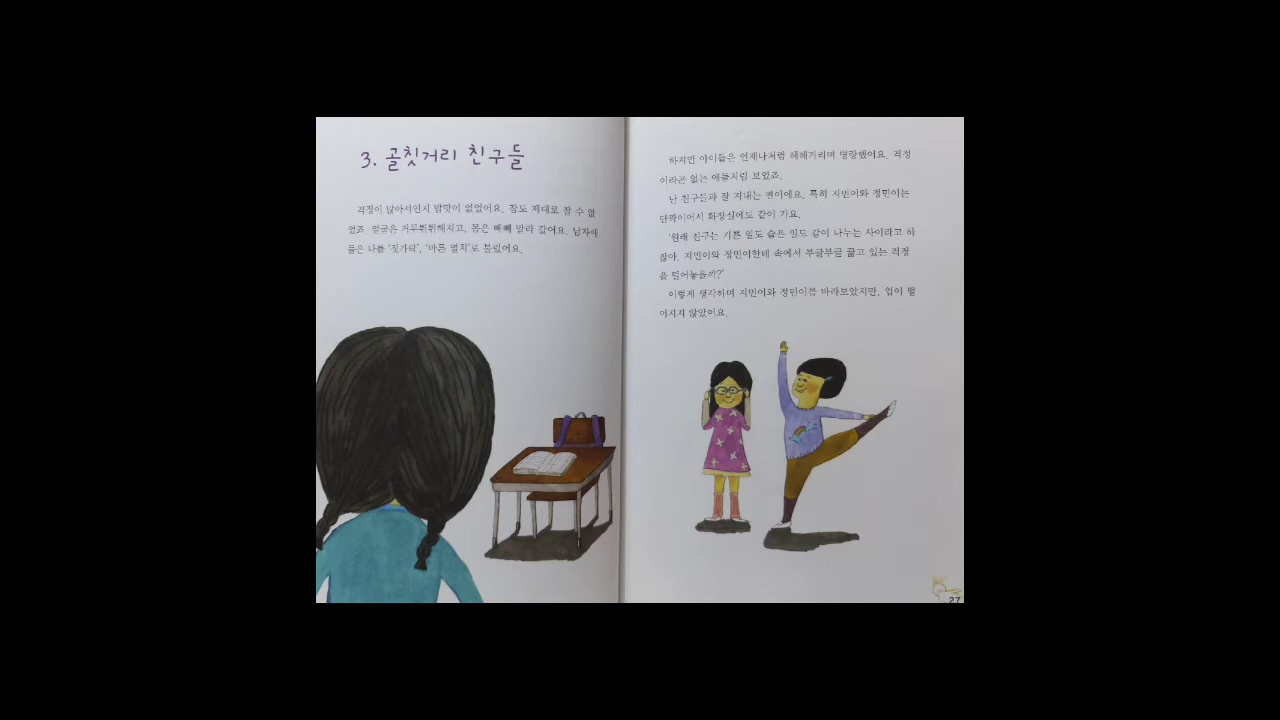 3. 골칫거리 친구들
걱정이 많아서인지 밥맛이 없었어요. 잠도 제대로 잘 수 없
었죠. 얼굴은 거무튀튀해지고, 몸은 빼빼 말라 갔어요. 남자애
들은 나를 '젓가락', '마른 멸치'로 불렀어요.
하지만 아이들은 언제나처럼 헤헤거리며 명랑했어요. 걱정
이라곤 없는 애들처럼 보였죠.
난 친구들과 잘 지내는 편이에요. 특히 지민이와 정민이는
단짝이어서 화장실에도 같이 가요.
'원래 친구는 기쁜 일도 슬픈 일도 같이 나누는 사이라고 하
잖아. 지민이와 정민이한테 속에서 부글부글 끓고 있는 걱정
을 털어놓을까?'
이렇게 생각하며 지민이와 정민이를 바라보았지만, 입이 떨
어지지 않았어요.
27